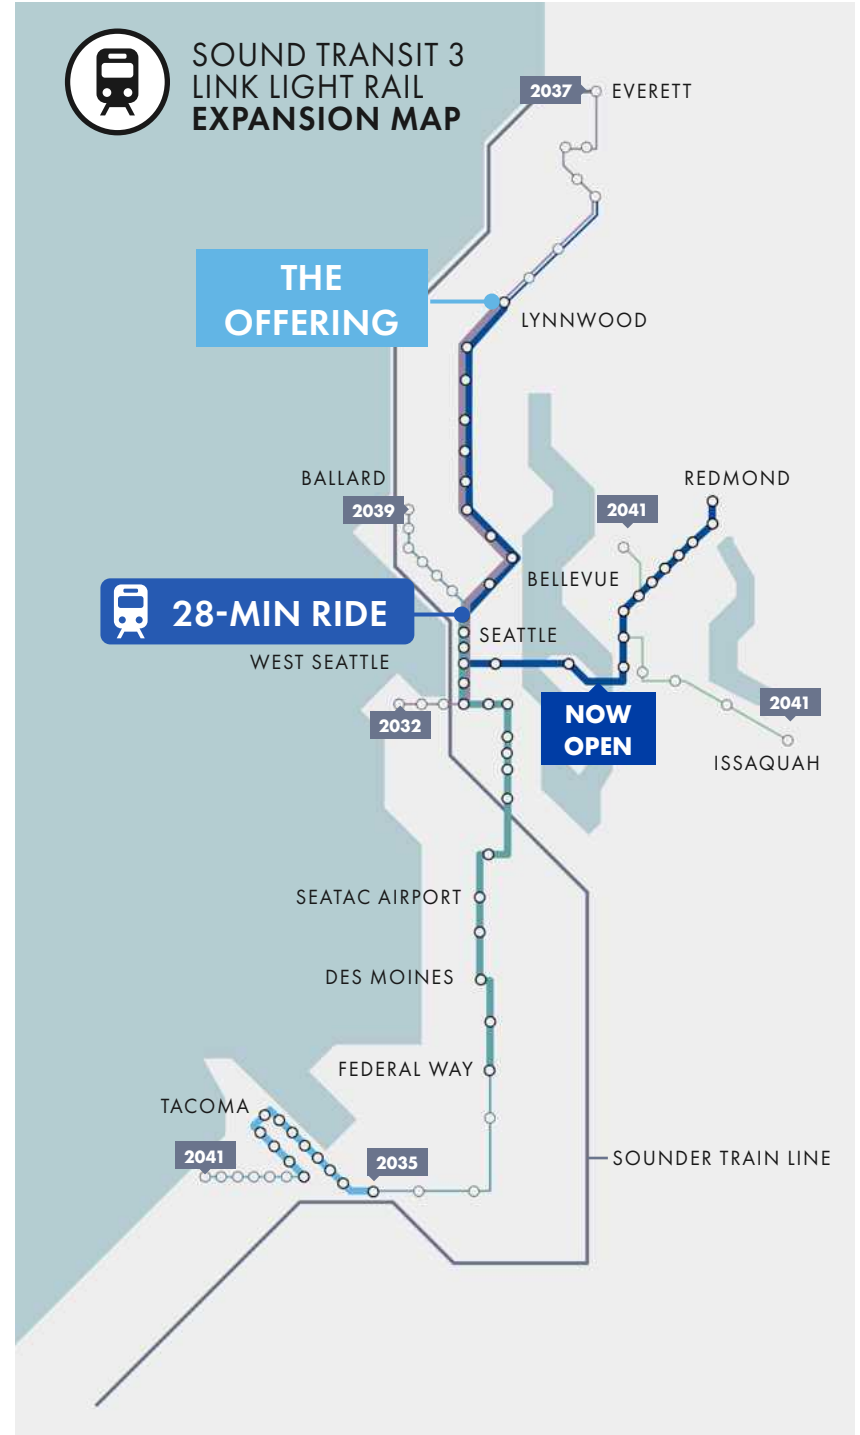 SOUND TRANSIT 3
LINK LIGHT RAIL
EXPANSION MAP
2037
EVERETT
THE
OFFERING
LYNNWOOD
BALLARD
2039
REDMOND
2041
BELLEVUE
28-MIN RIDE
SEATTLE
WEST SEATTLE
2032
NOW
OPEN
2041
ISSAQUAH
SEATAC AIRPORT
DES MOINES
FEDERAL WAY
TACOMA
2041
2035
SOUNDER TRAIN LINE